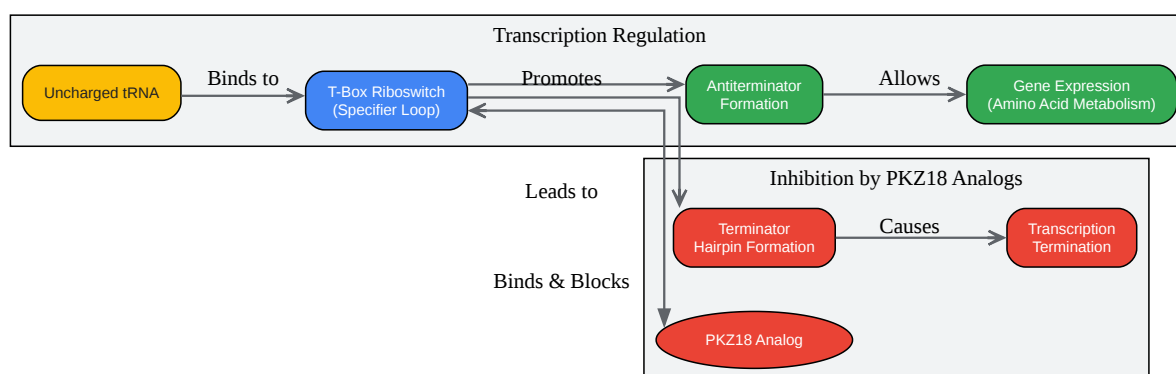 Transcription Regulation
Uncharged tRNA
Binds to
T-Box Riboswitch
(Specifier Loop)
Promotes
Antiterminator
Formation
Allows
Gene Expression
(Amino Acid Metabolism)
Inhibition by PKZ18 Analogs
Leads to
Terminator
Hairpin Formation
Causes
Transcription
Termination
Binds & Blocks
PKZ18 Analog